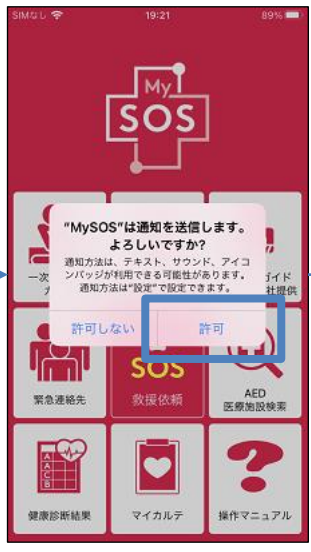 SIMなし 19:21 89%
My
SOS
"MySOS"は通知を送信します。
よろしいですか?
通知方法は、テキスト、サウンド、アイコ
ンバッジが利用できる可能性があります。
通知方法は"設定"で設定できます。
許可しない 許可
一次
ガイド
社提供
SOS
緊急連絡先 救援依頼 AED
医療施設検索
A
A
C
B
健康診断結果 マイカルテ 操作マニュアル